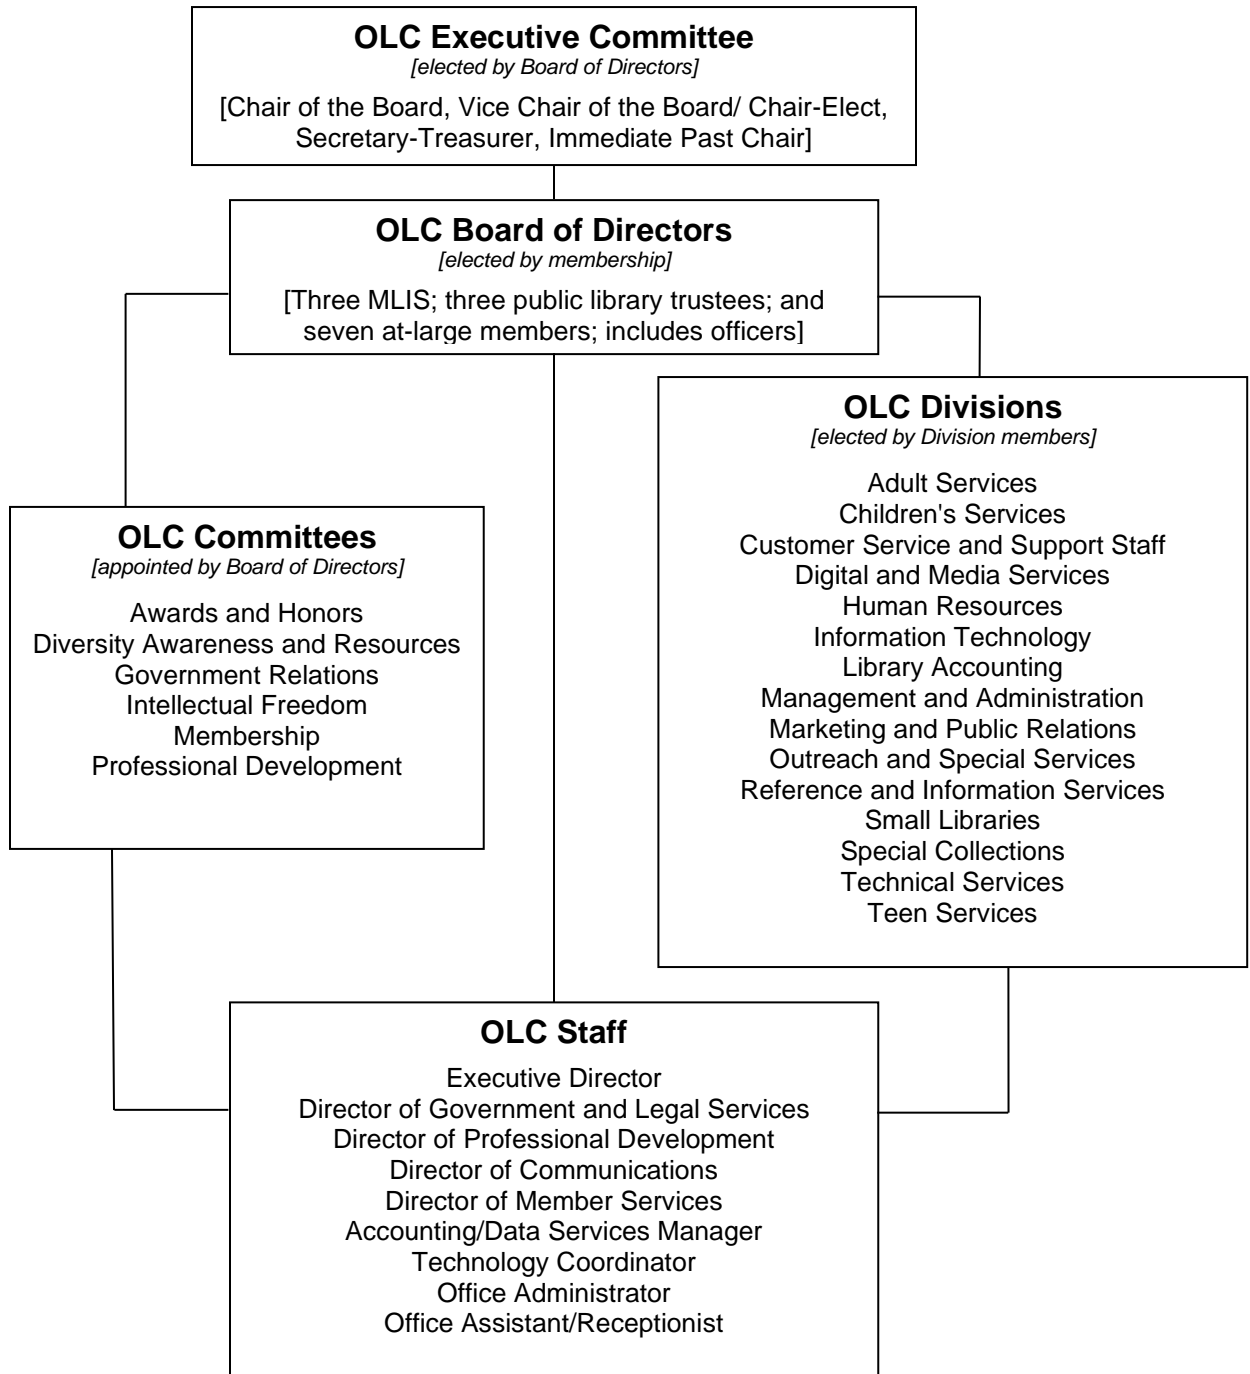 OLC Executive Committee
[elected by Board of Directors]
[Chair of the Board, Vice Chair of the Board/ Chair-Elect,
Secretary-Treasurer, Immediate Past Chair]
OLC Board of Directors
[elected by membership]
[Three MLIS; three public library trustees; and
seven at-large members; includes officers]
OLC Divisions
[elected by Division members]
Adult Services
Children's Services
Customer Service and Support Staff
Digital and Media Services
Human Resources
Information Technology
Library Accounting
Management and Administration
Marketing and Public Relations
Outreach and Special Services
Reference and Information Services
Small Libraries
Special Collections
Technical Services
Teen Services
OLC Committees
[appointed by Board of Directors]
Awards and Honors
Diversity Awareness and Resources
Government Relations
Intellectual Freedom
Membership
Professional Development
OLC Staff
Executive Director
Director of Government and Legal Services
Director of Professional Development
Director of Communications
Director of Member Services
Accounting/Data Services Manager
Technology Coordinator
Office Administrator
Office Assistant/Receptionist